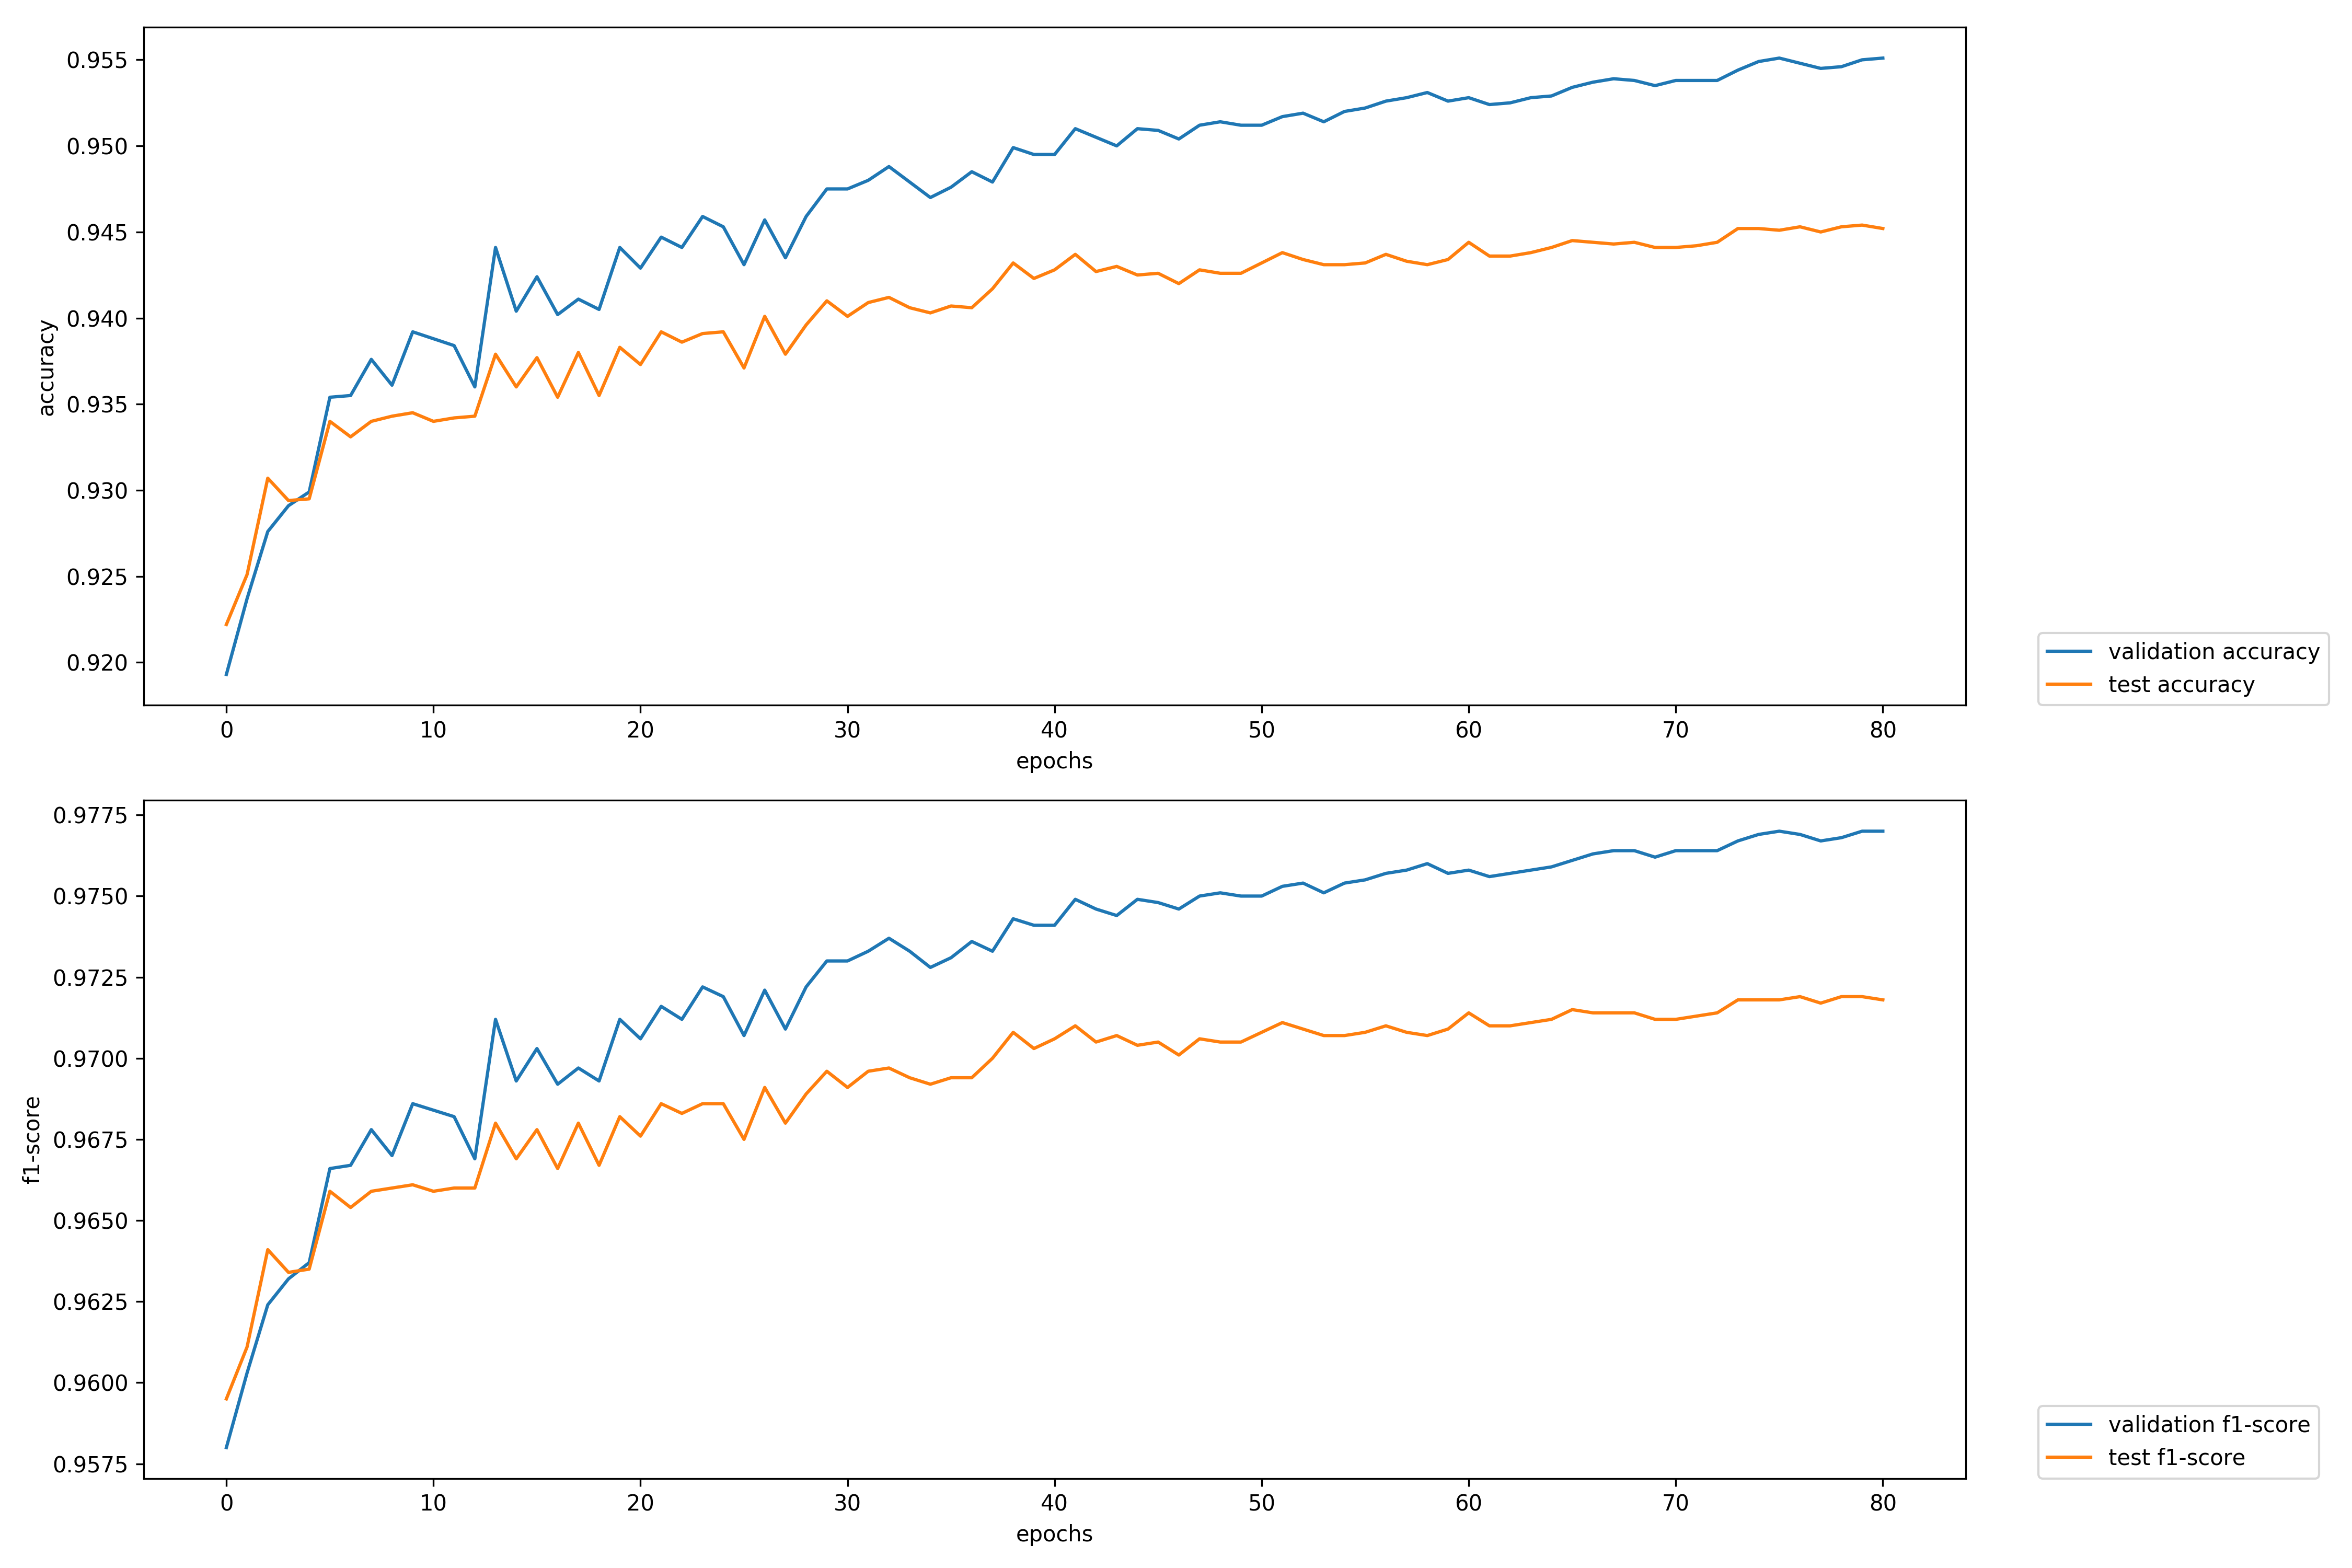 0.955
0.950
0.945
0.940
0.935
0.930
0.925
0.920
accuracy
0 10 20 30 40 50 60 70 80
epochs
validation accuracy
test accuracy
0.9775
0.9750
0.9725
0.9700
0.9675
0.9650
0.9625
0.9600
0.9575
f1-score
0 10 20 30 40 50 60 70 80
epochs
validation f1-score
test f1-score